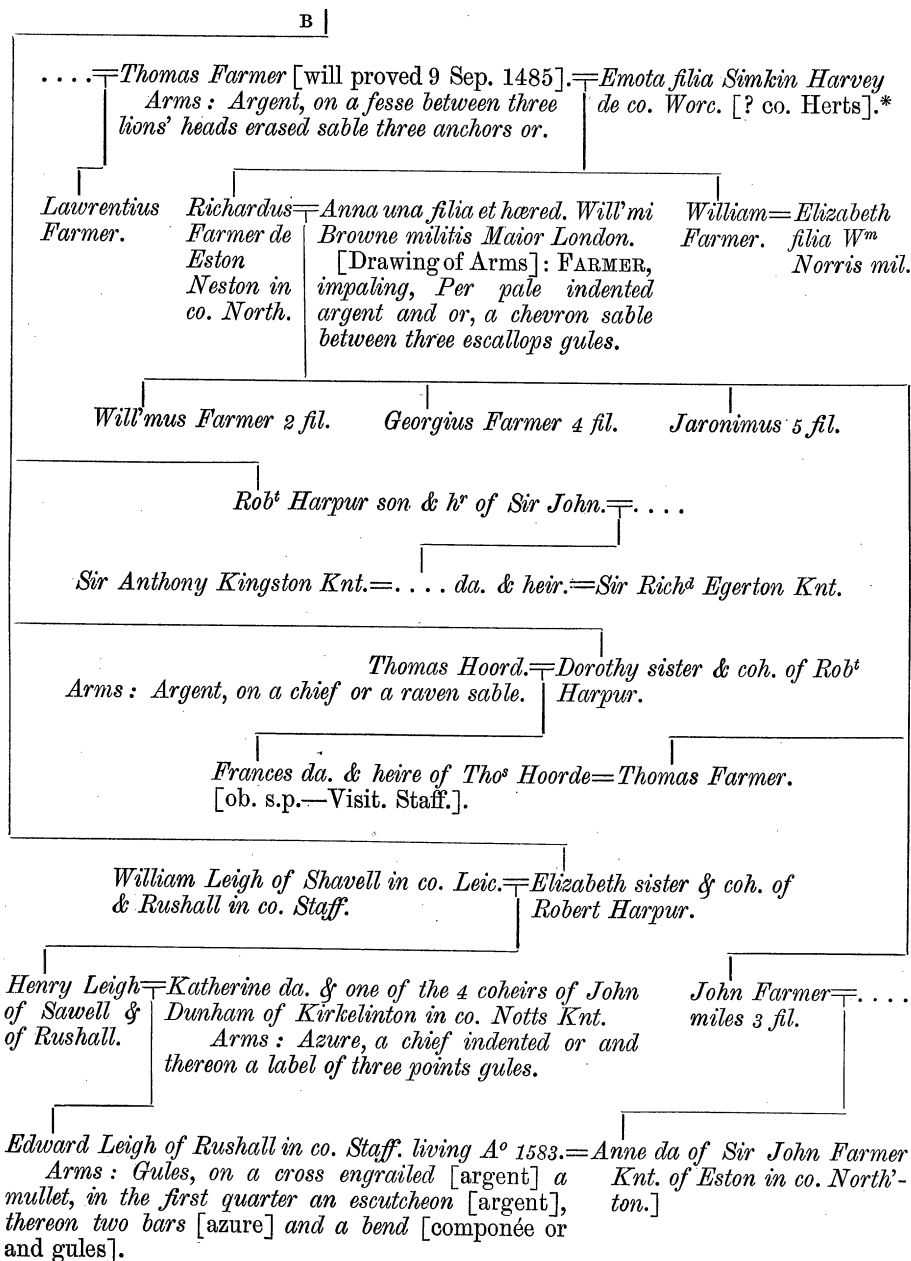 B
. . . . Thomas Farmer [will proved 9 Sep. 1485]. Emota filia Simkin Harvey
Arms : Argent, on a fesse between three
de co. Worc. [? co. Herts].*
lions' heads erased sable three anchors or.
Lawrentius
Farmer.
Richardus
Farmer de
Eston
Neston in
co. North.
Anna una filia et hæred. Will'mi
Browne militis Maior London.
[Drawing of Arms] : FARMER,
impaling, Per pale indented
argent and or, a chevron sable
between three escallops gules.
William = Elizabeth
Farmer. filia Wm
Norris mil.
Will'mus Farmer 2 fil. Georgius Farmer 4 fil. Jaronimus 5 fil.
Robt Harpur son & hr of Sir John. . . . .
Sir Anthony Kingston Knt. = . . . . da. & heir. = Sir Richd Egerton Knt.
Thomas Hoord. Dorothy sister & coh. of Robt
Arms : Argent, on a chief or a raven sable. Harpur.
Frances da. & heire of Thos Hoorde = Thomas Farmer.
[ob. s.p.—Visit. Staff.].
William Leigh of Shavell in co. Leic. Elizabeth sister & coh. of
& Rushall in co. Staff. Robert Harpur.
Henry Leigh
of Sawell &
of Rushall.
Katherine da. & one of the 4 coheirs of John
Dunham of Kirkelinton in co. Notts Knt.
Arms : Azure, a chief indented or and
thereon a label of three points gules.
John Farmer . . . .
miles 3 fil.
Edward Leigh of Rushall in co. Staff. living Ao 1583. = Anne da of Sir John Farmer
Arms : Gules, on a cross engrailed [argent] a
mullet, in the first quarter an escutcheon [argent],
thereon two bars [azure] and a bend [componée or
and gules].
Knt. of Eston in co. North'-
ton.]